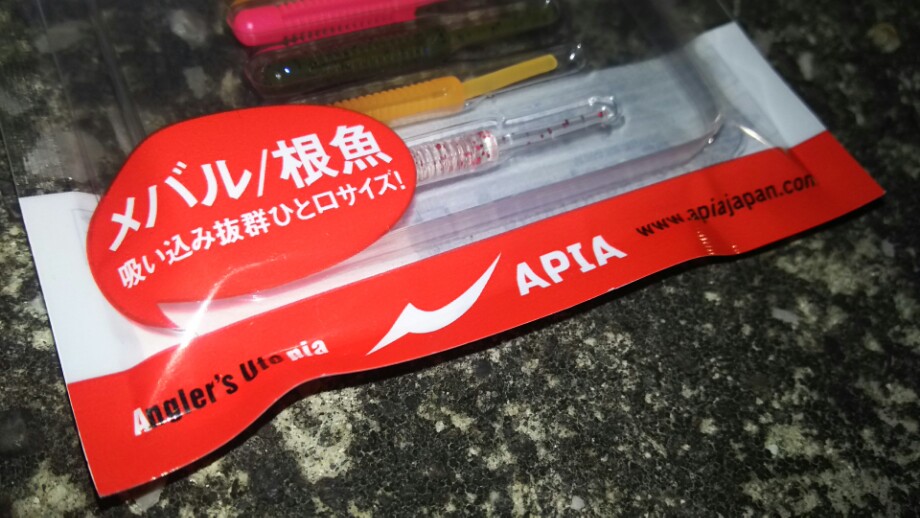 メバル/根魚
吸い込み抜群ひと口サイズ!
www.apiajapan.com
APIA
Angler's Utopia